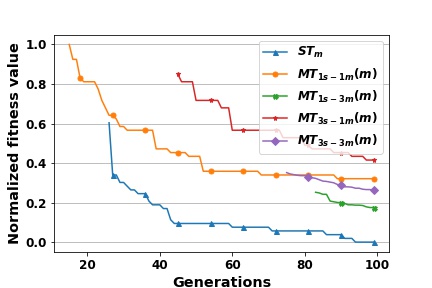 Normalized fitness value
1.0
0.8
0.6
0.4
0.2
0.0
20
40
60
80
100
Generations
ST_m
MT_{1s-1m}(m)
MT_{1s-3m}(m)
MT_{3s-1m}(m)
MT_{3s-3m}(m)